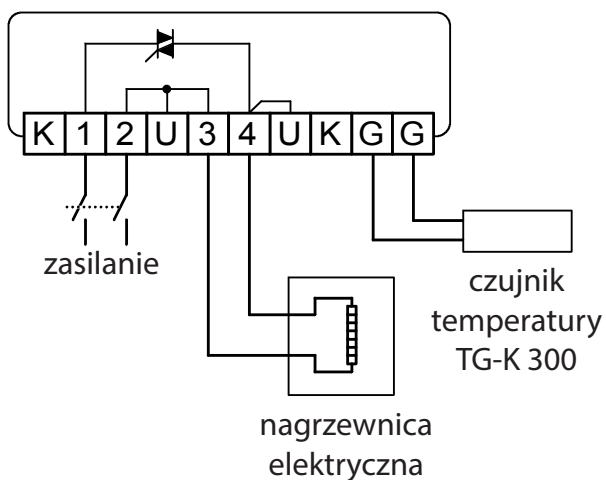 K 1 2 U 3 4 U K G G
zasilanie
czujnik
temperatury
TG-K 300
nagrzewnica
elektryczna